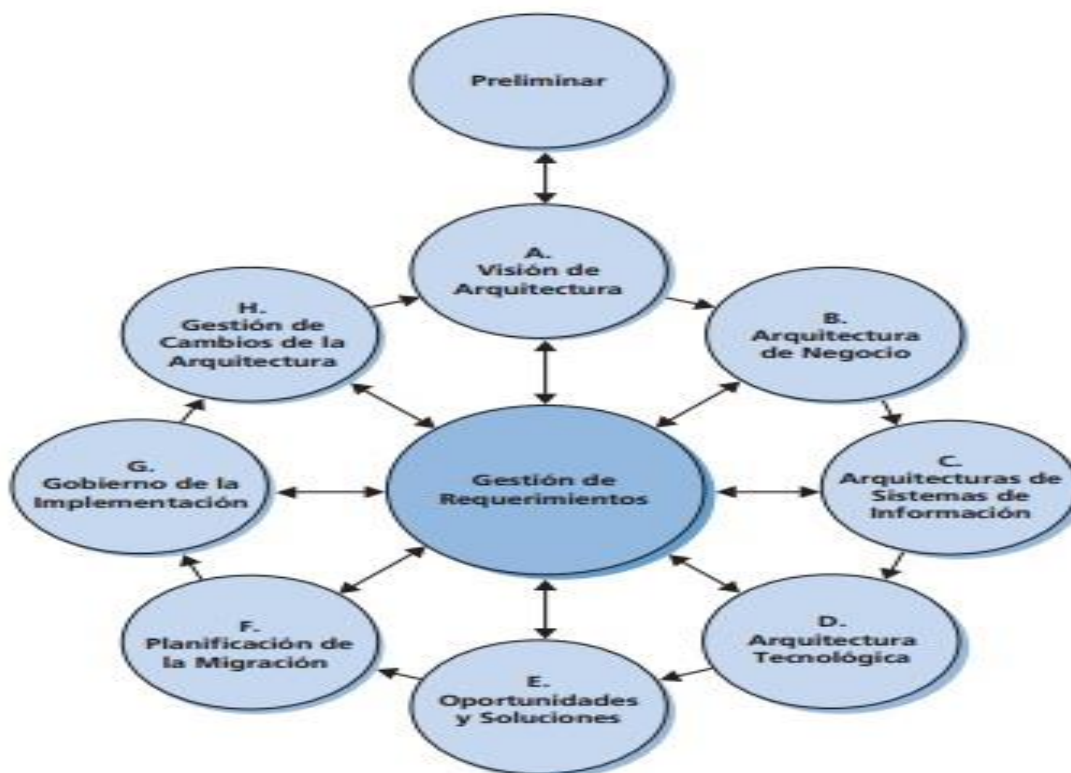 Preliminar
A.
Visión de
Arquitectura
B.
Arquitectura
de Negocio
C.
Arquitecturas de
Sistemas de
Información
D.
Arquitectura
Tecnológica
E.
Oportunidades
y Soluciones
F.
Planificación de
la Migración
G.
Gobierno de la
Implementación
H.
Gestión de
Cambios de la
Arquitectura
Gestión de
Requerimientos